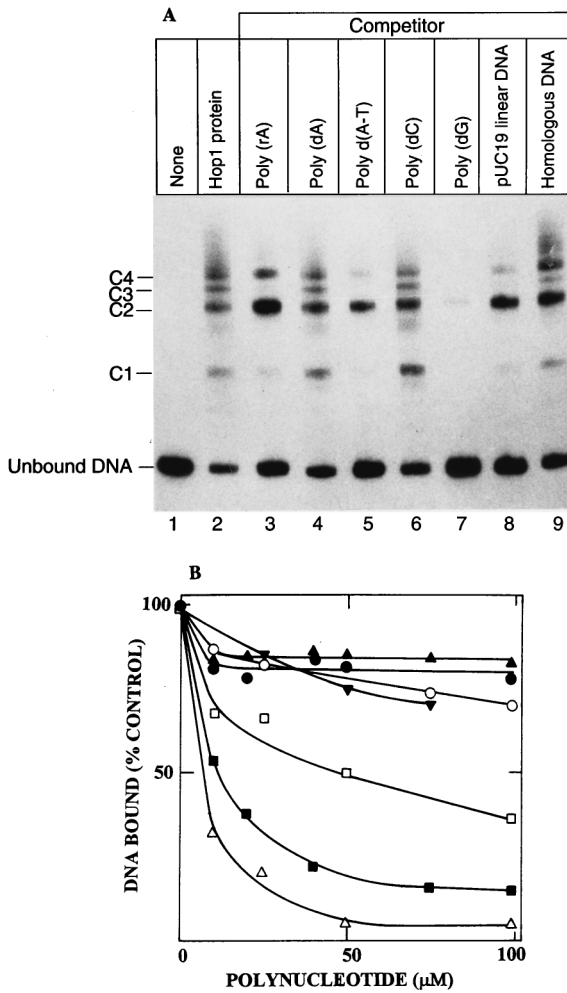 A
Competitor
None
Hop1 protein
Poly (rA)
Poly (dA)
Poly d(A-T)
Poly (dC)
Poly (dG)
pUC19 linear DNA
Homologous DNA
C4
C3
C2
C1
Unbound DNA
1 2 3 4 5 6 7 8 9
B
100
50
DNA BOUND (% CONTROL)
0 50 100
POLYNUCLEOTIDE (μM)